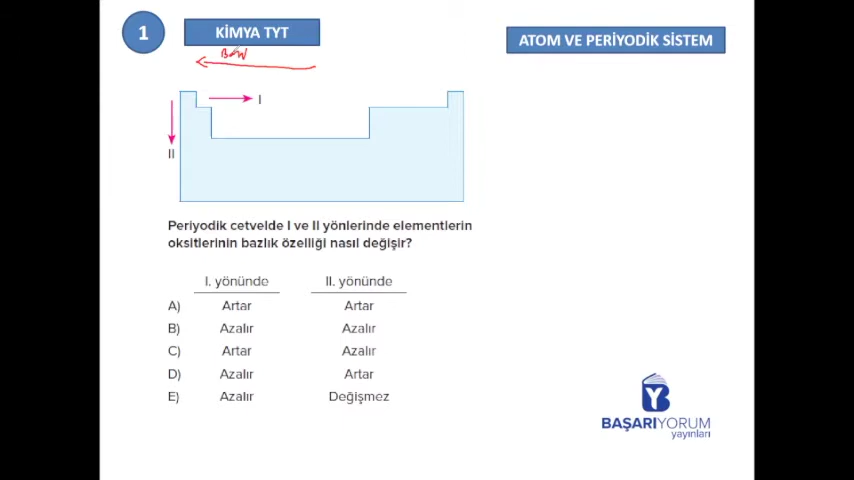 1
KİMYA TYT
ATOM VE PERİYODİK SİSTEM
I
II
Periyodik cetvelde I ve II yönlerinde elementlerin
oksitlerinin bazlık özelliği nasıl değişir?
I. yönünde II. yönünde
A) Artar Artar
B) Azalır Azalır
C) Artar Azalır
D) Azalır Artar
E) Azalır Değişmez
BAŞARIYORUM
yayınları